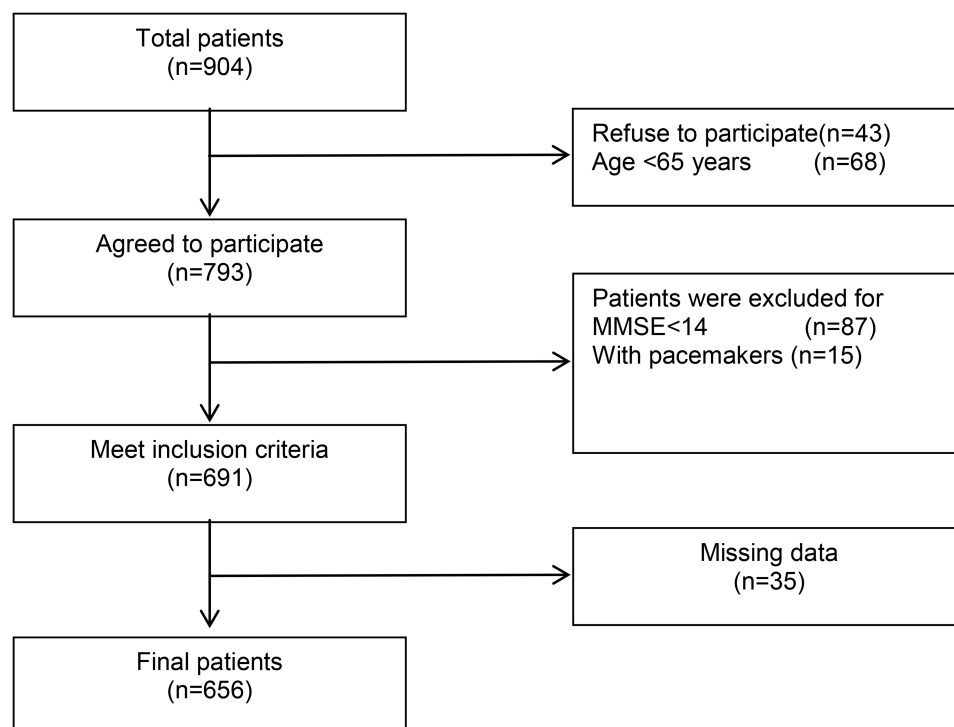 Total patients
(n=904)
Refuse to participate(n=43)
Age <65 years (n=68)
Agreed to participate
(n=793)
Patients were excluded for
MMSE<14 (n=87)
With pacemakers (n=15)
Meet inclusion criteria
(n=691)
Missing data
(n=35)
Final patients
(n=656)